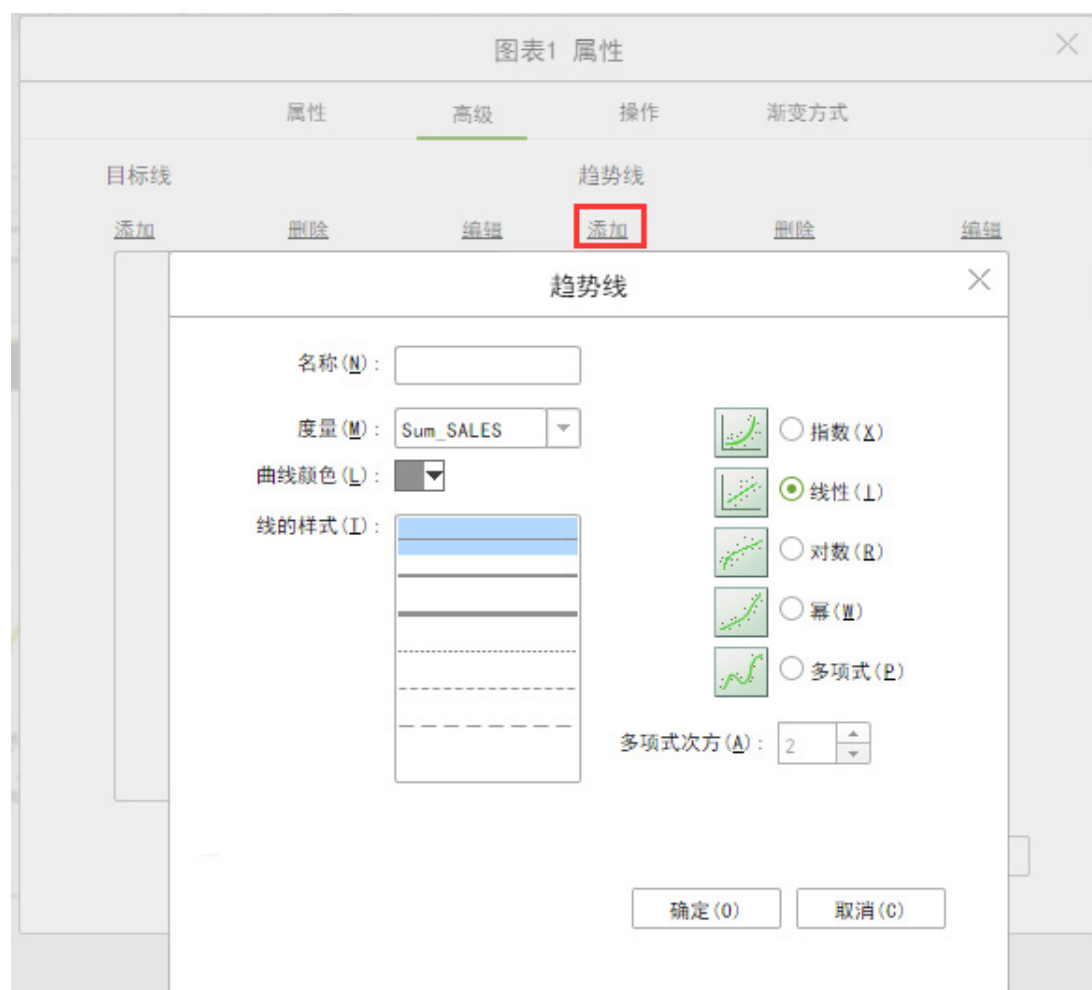 图表1 属性
属性 高级 操作 渐变方式
目标线 趋势线
添加 删除 编辑 添加 删除 编辑
趋势线
名称(N):
度量(M): Sum_SALES
曲线颜色(L):
线的样式(I):
指数(X)
线性(I)
对数(R)
幂(W)
多项式(P)
多项式次方(A): 2
确定(O) 取消(C)